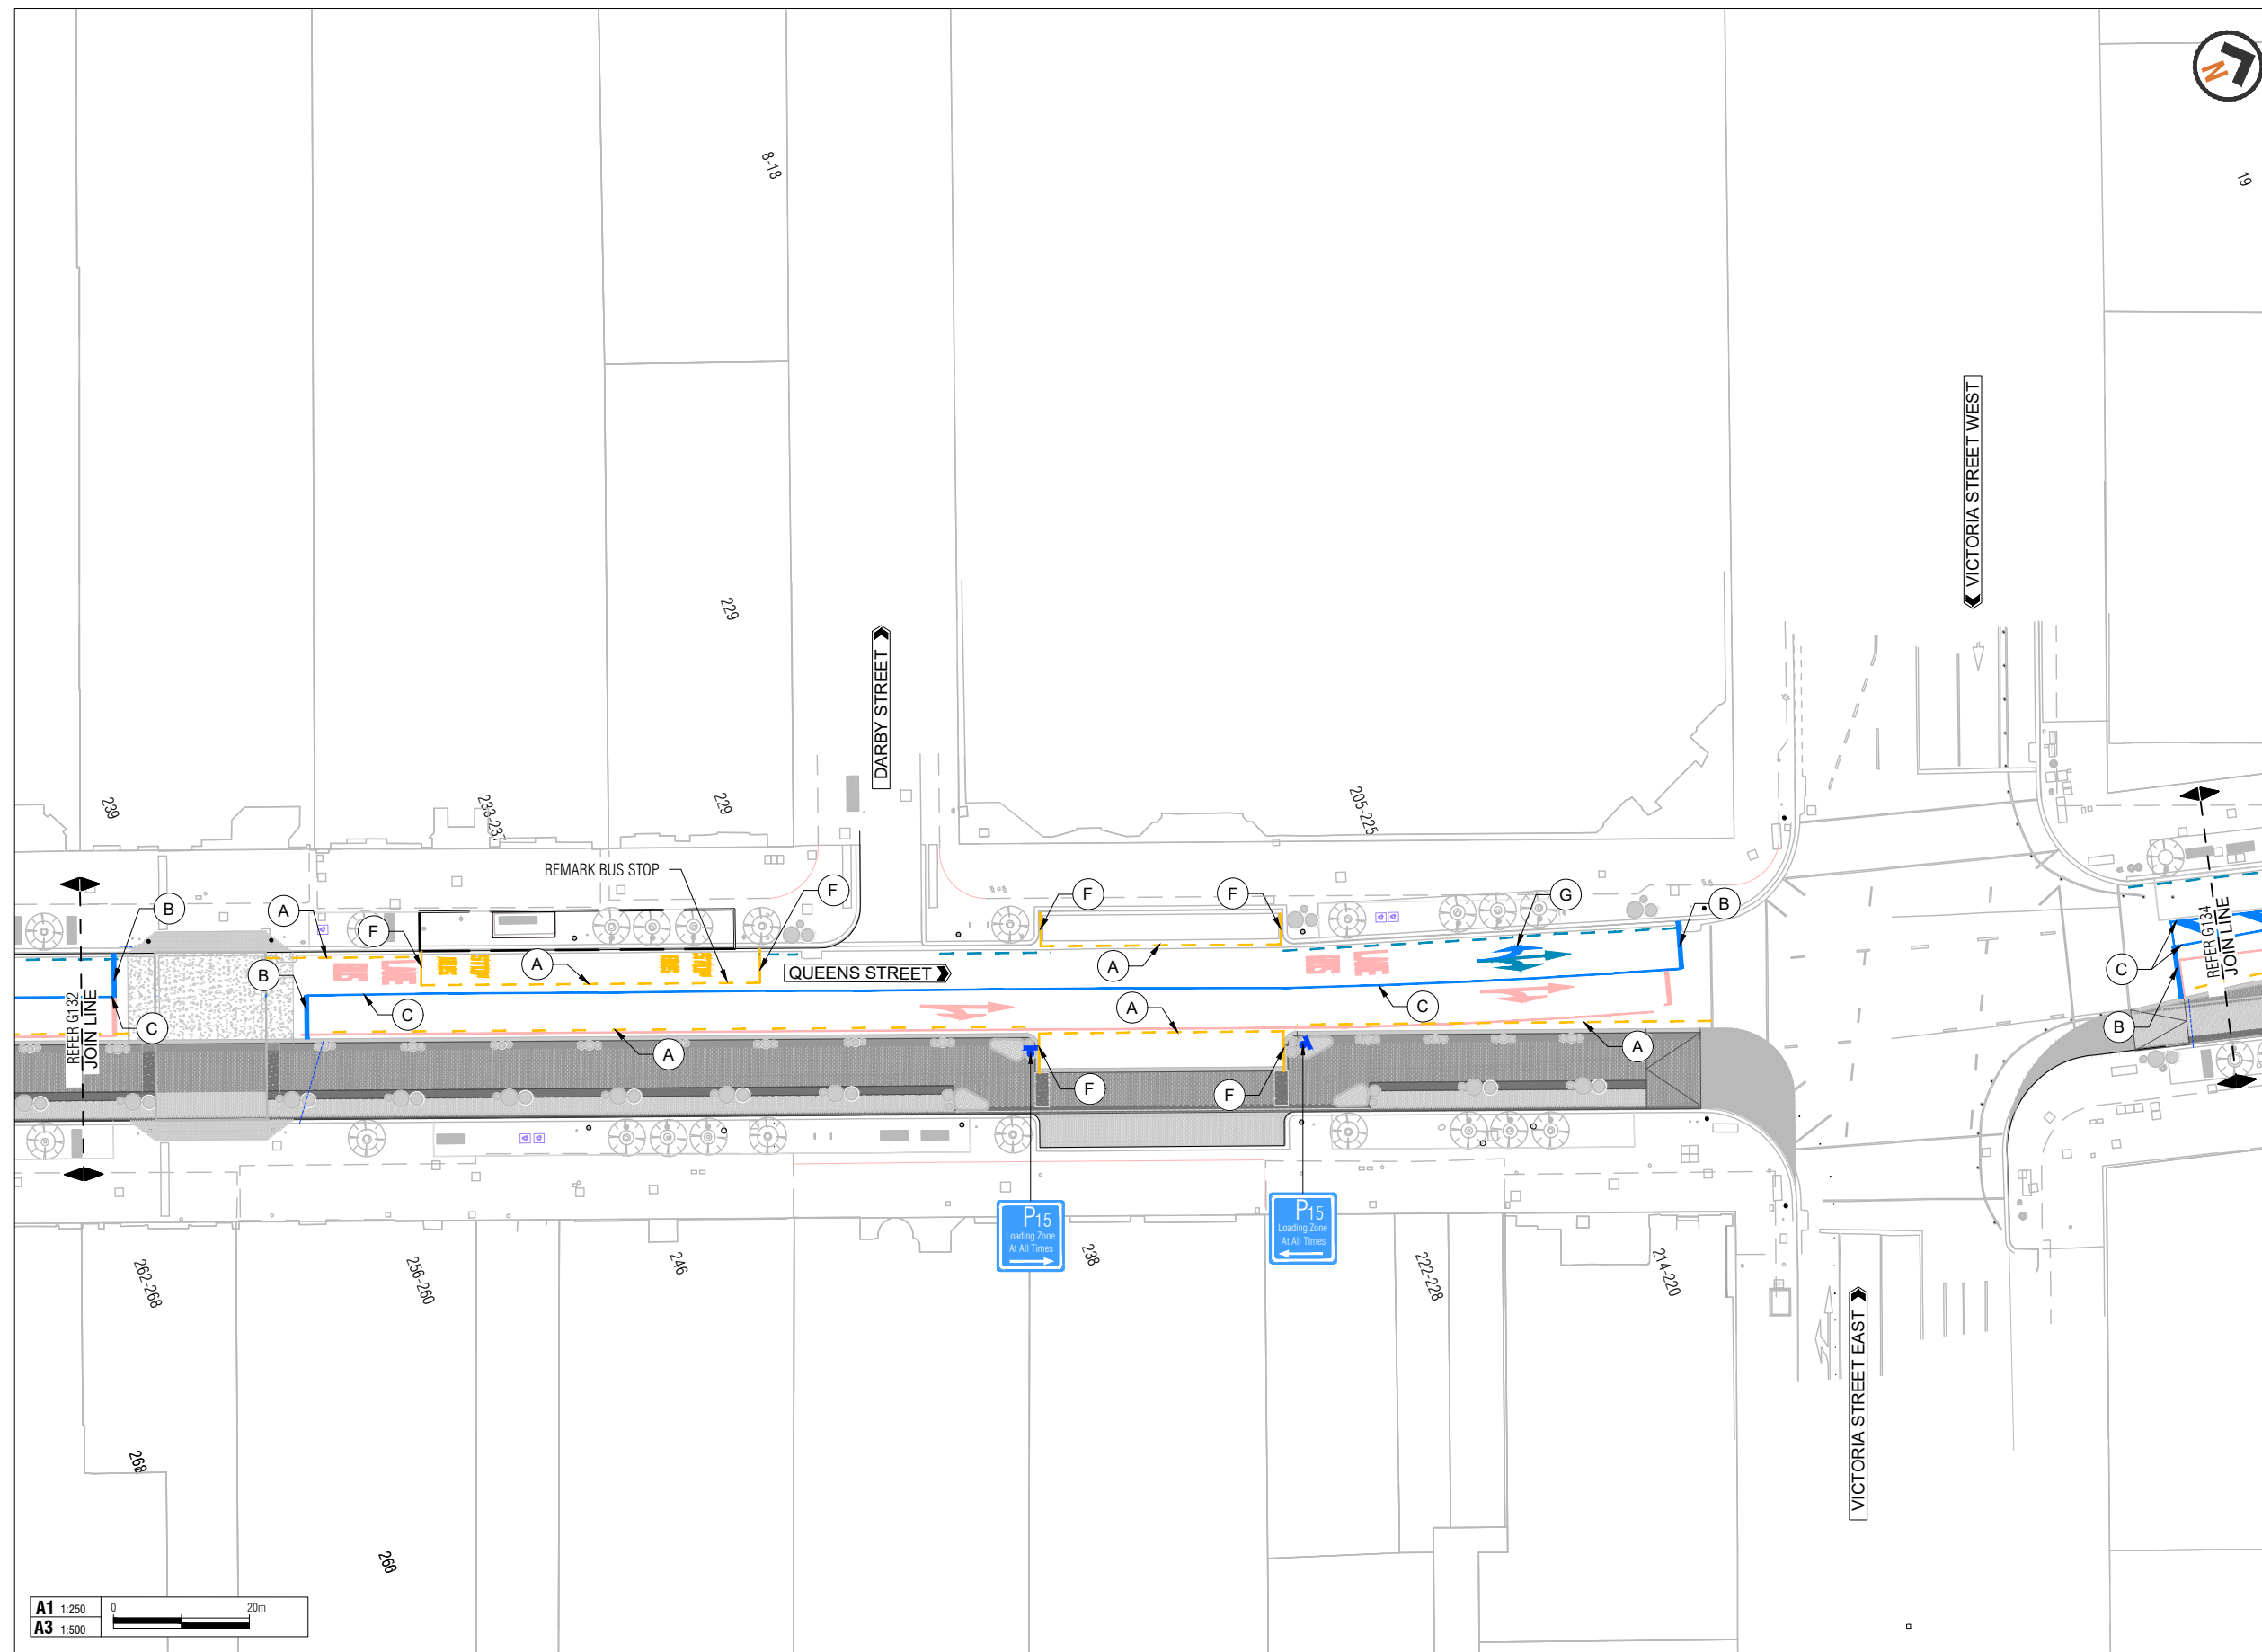 N
8-18
19
VICTORIA STREET WEST
229
DARBY STREET
239
233-237
229
205-225
REMARK BUS STOP
B
A
F
F
F
F
G
B
B
A
QUEENS STREET
A
C
REFER G132
JOIN LINE
C
C
A
C
A
A
F
F
B
REFER G134
JOIN LINE
P15
Loading Zone
At All Times
P15
Loading Zone
At All Times
262-268
256-260
246
238
222-228
214-220
VICTORIA STREET EAST
A1 1:250
A3 1:500
0 20m